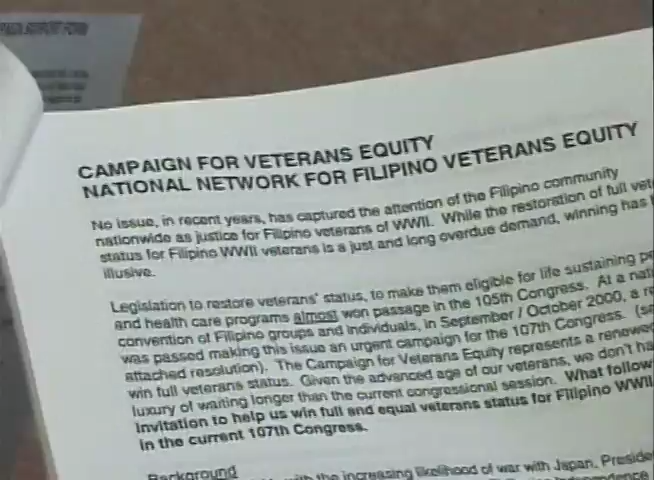 CAMPAIGN FOR VETERANS EQUITY
NATIONAL NETWORK FOR FILIPINO VETERANS EQUITY
No issue, in recent years, has captured the attention of the Filipino community
nationwide as justice for Filipino veterans of WWII. While the restoration of full vet
status for Filipino WWII veterans is a just and long overdue demand, winning has
illusive.
Legislation to restore veterans' status, to make them eligible for life sustaining pe
and health care programs almost won passage in the 105th Congress. At a nati
convention of Filipino groups and individuals, in September / October 2000, a re
was passed making this issue an urgent campaign for the 107th Congress. (se
attached resolution). The Campaign for Veterans Equity represents a renewed
win full veterans status. Given the advanced age of our veterans, we don't ha
luxury of waiting longer than the current congressional session. What follow
invitation to help us win full and equal veterans status for Filipino WWII
in the current 107th Congress.
Background
with the increasing likelihood of war with Japan, Preside